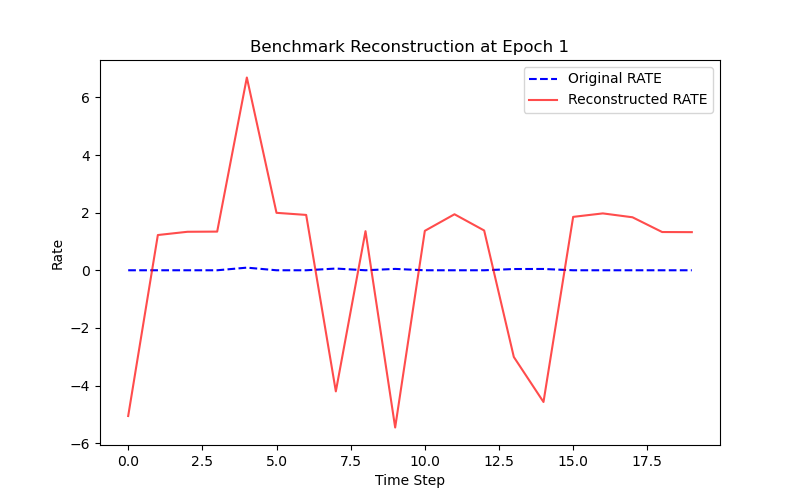 Benchmark Reconstruction at Epoch 1
Original RATE
Reconstructed RATE
6
4
2
0
−2
−4
−6
Rate
0.0 2.5 5.0 7.5 10.0 12.5 15.0 17.5
Time Step